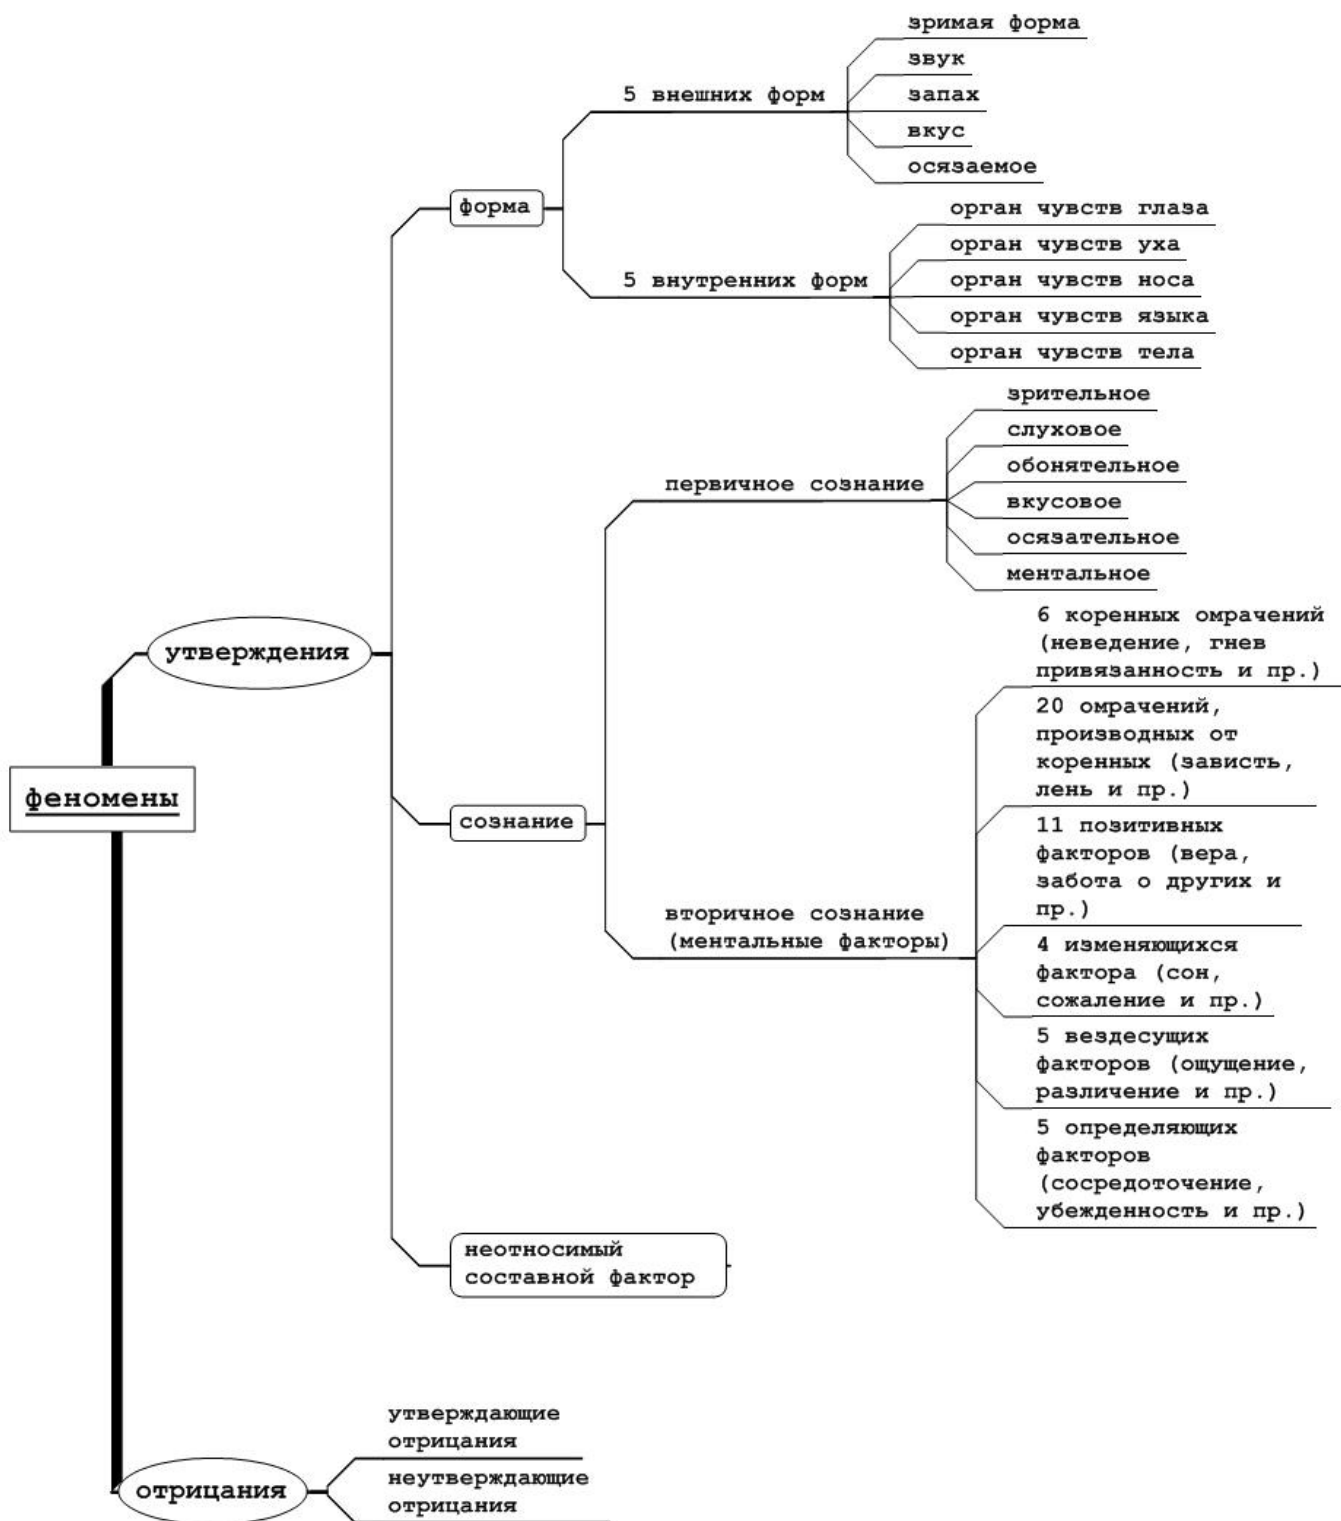 зримая форма
звук
5 внешних форм
запах
вкус
осязаемое
форма
орган чувств глаза
орган чувств уха
5 внутренних форм
орган чувств носа
орган чувств языка
орган чувств тела
зрительное
слуховое
обонятельное
первичное сознание
вкусовое
осязательное
ментальное
6 коренных омрачений
(неведение, гнев
привязанность и пр.)
утверждения
20 омрачений,
производных от
коренных (зависть,
лень и пр.)
феномены
сознание
11 позитивных
факторов (вера,
забота о других и
пр.)
вторичное сознание
(ментальные факторы)
4 изменяющихся
фактора (сон,
сожаление и пр.)
5 вездесущих
факторов (ощущение,
различение и пр.)
5 определяющих
факторов
(сосредоточение,
убежденность и пр.)
неотносимый
составной фактор
утверждающие
отрицания
отрицания
неутверждающие
отрицания